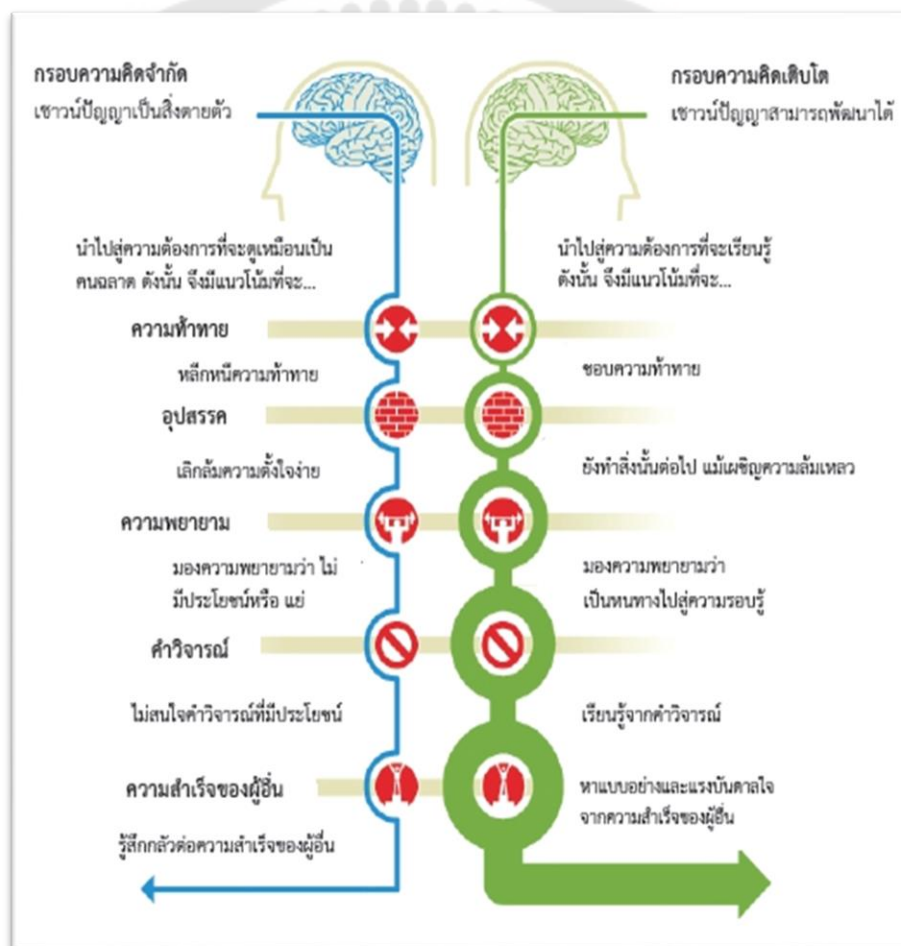 กรอบความคิดจำกัด
เชาวน์ปัญญาเป็นสิ่งตายตัว
กรอบความคิดเติบโต
เชาวน์ปัญญาสามารถพัฒนาได้
นำไปสู่ความต้องการที่จะดูเหมือนเป็น
คนฉลาด ดังนั้น จึงมีแนวโน้มที่จะ...
นำไปสู่ความต้องการที่จะเรียนรู้
ดังนั้น จึงมีแนวโน้มที่จะ...
ความท้าทาย
หลีกหนีความท้าทาย
ชอบความท้าทาย
อุปสรรค
เลิกล้มความตั้งใจง่าย
ยังทำสิ่งนั้นต่อไป แม้เผชิญความล้มเหลว
ความพยายาม
มองความพยายามว่า ไม่
มีประโยชน์หรือ แย่
มองความพยายามว่า
เป็นหนทางไปสู่ความรอบรู้
คำวิจารณ์
ไม่สนใจคำวิจารณ์ที่มีประโยชน์
เรียนรู้จากคำวิจารณ์
ความสำเร็จของผู้อื่น
รู้สึกกลัวต่อความสำเร็จของผู้อื่น
หาแบบอย่างและแรงบันดาลใจ
จากความสำเร็จของผู้อื่น